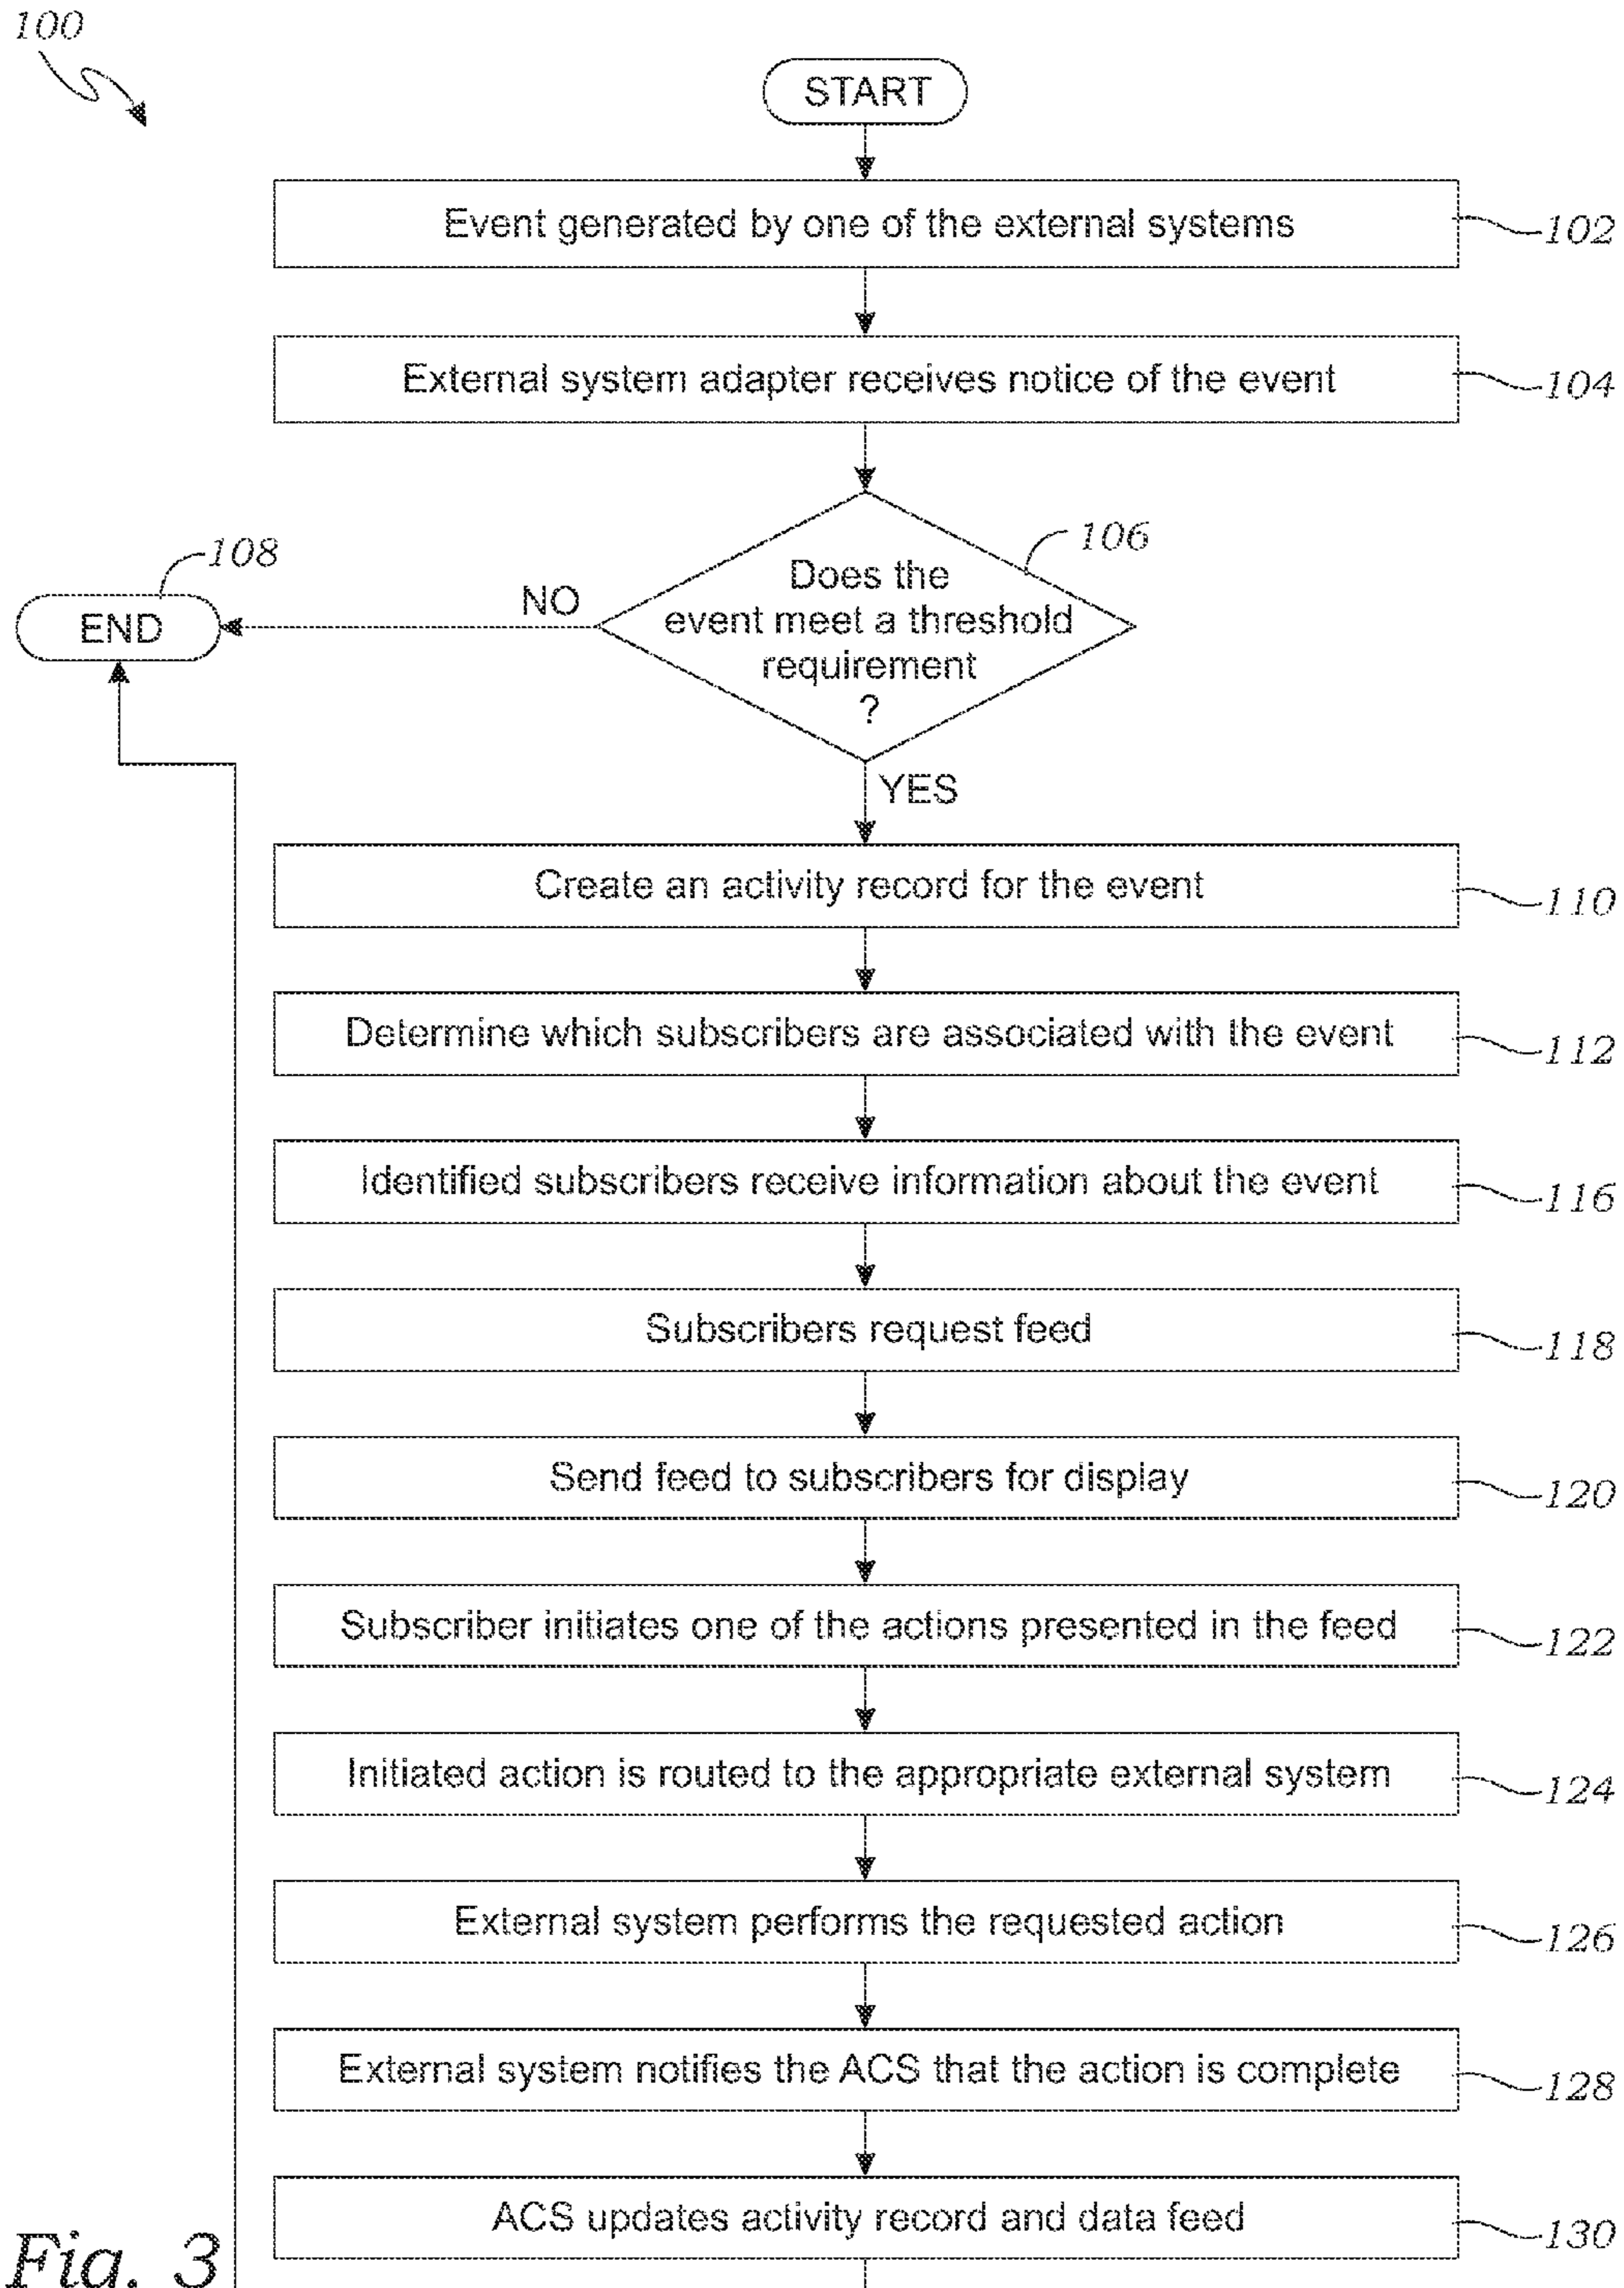 100
START
Event generated by one of the external systems
102
External system adapter receives notice of the event
104
106
Does the
event meet a threshold
requirement
?
108
END
NO
YES
Create an activity record for the event
110
Determine which subscribers are associated with the event
112
Identified subscribers receive information about the event
116
Subscribers request feed
118
Send feed to subscribers for display
120
Subscriber initiates one of the actions presented in the feed
122
Initiated action is routed to the appropriate external system
124
External system performs the requested action
126
External system notifies the ACS that the action is complete
128
ACS updates activity record and data feed
130
Fig. 3